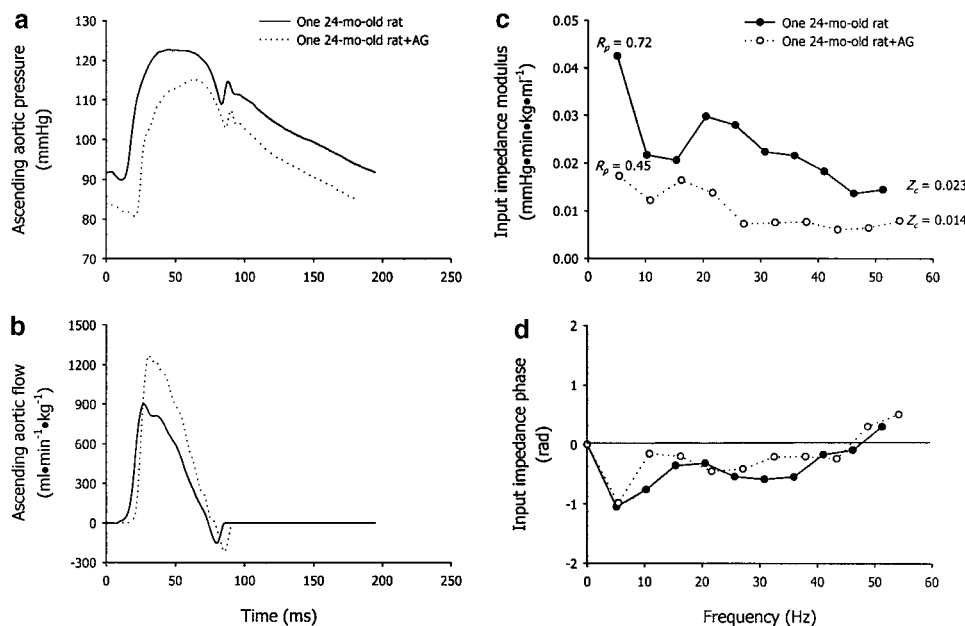 a
One 24-mo-old rat
One 24-mo-old rat+AG
Ascending aortic pressure
(mmHg)
130
120
110
100
90
80
70
0
50
100
150
200
250
b
Ascending aortic flow
(ml•min⁻¹•kg⁻¹)
1500
1200
900
600
300
0
-300
0
50
100
150
200
250
Time (ms)
c
One 24-mo-old rat
One 24-mo-old rat+AG
Input impedance modulus
(mmHg•min•kg•ml⁻¹)
0.05
0.04
0.03
0.02
0.01
0.00
Rp = 0.72
Rp = 0.45
Zc = 0.023
Zc = 0.014
0
10
20
30
40
50
60
d
Input impedance phase
(rad)
2
1
0
-1
-2
0
10
20
30
40
50
60
Frequency (Hz)